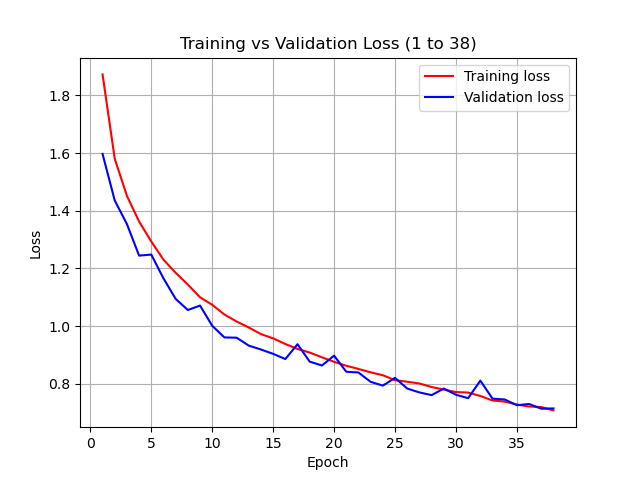 Training vs Validation Loss (1 to 38)
Training loss
Validation loss
Loss
1.8
1.6
1.4
1.2
1.0
0.8
0 5 10 15 20 25 30 35
Epoch